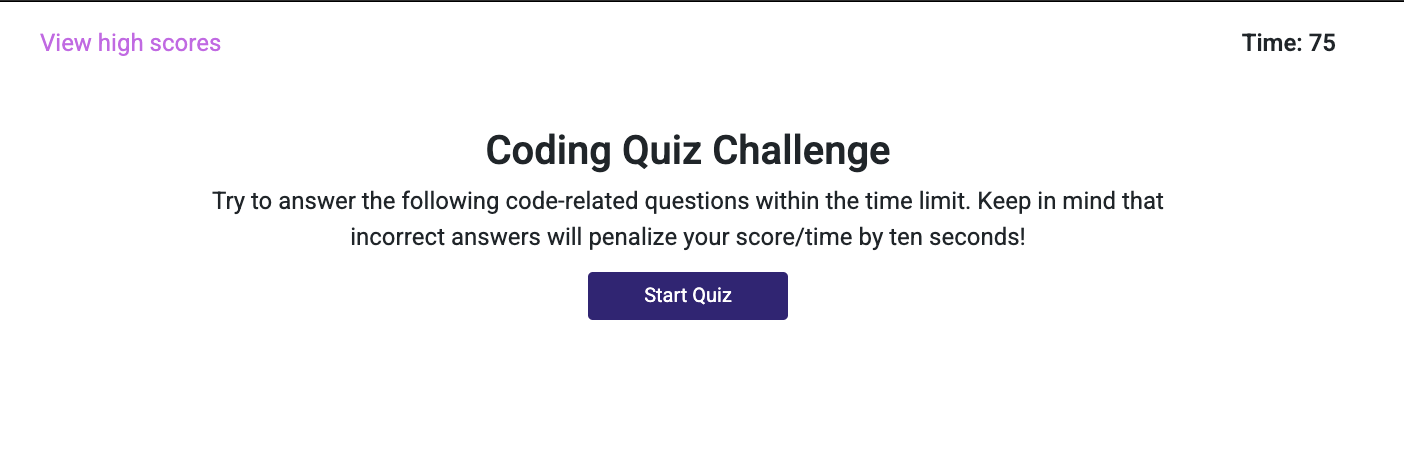 View high scores
Time: 75
Coding Quiz Challenge
Try to answer the following code-related questions within the time limit. Keep in mind that
incorrect answers will penalize your score/time by ten seconds!
Start Quiz